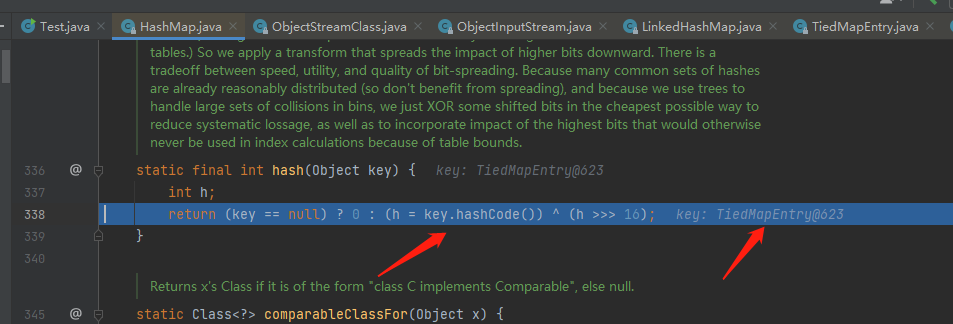 Test.java HashMap.java ObjectStreamClass.java ObjectInputStream.java LinkedHashMap.java TiedMapEntry.java
tables.) So we apply a transform that spreads the impact of higher bits downward. There is a
tradeoff between speed, utility, and quality of bit-spreading. Because many common sets of hashes
are already reasonably distributed (so don't benefit from spreading), and because we use trees to
handle large sets of collisions in bins, we just XOR some shifted bits in the cheapest possible way to
reduce systematic lossage, as well as to incorporate impact of the highest bits that would otherwise
never be used in index calculations because of table bounds.
336 @ static final int hash(Object key) { key: TiedMapEntry@623
337 int h;
338 return (key == null) ? 0 : (h = key.hashCode()) ^ (h >>> 16); key: TiedMapEntry@623
339 }
340
Returns x's Class if it is of the form "class C implements Comparable", else null.
345 @ static Class<?> comparableClassFor(Object x) {